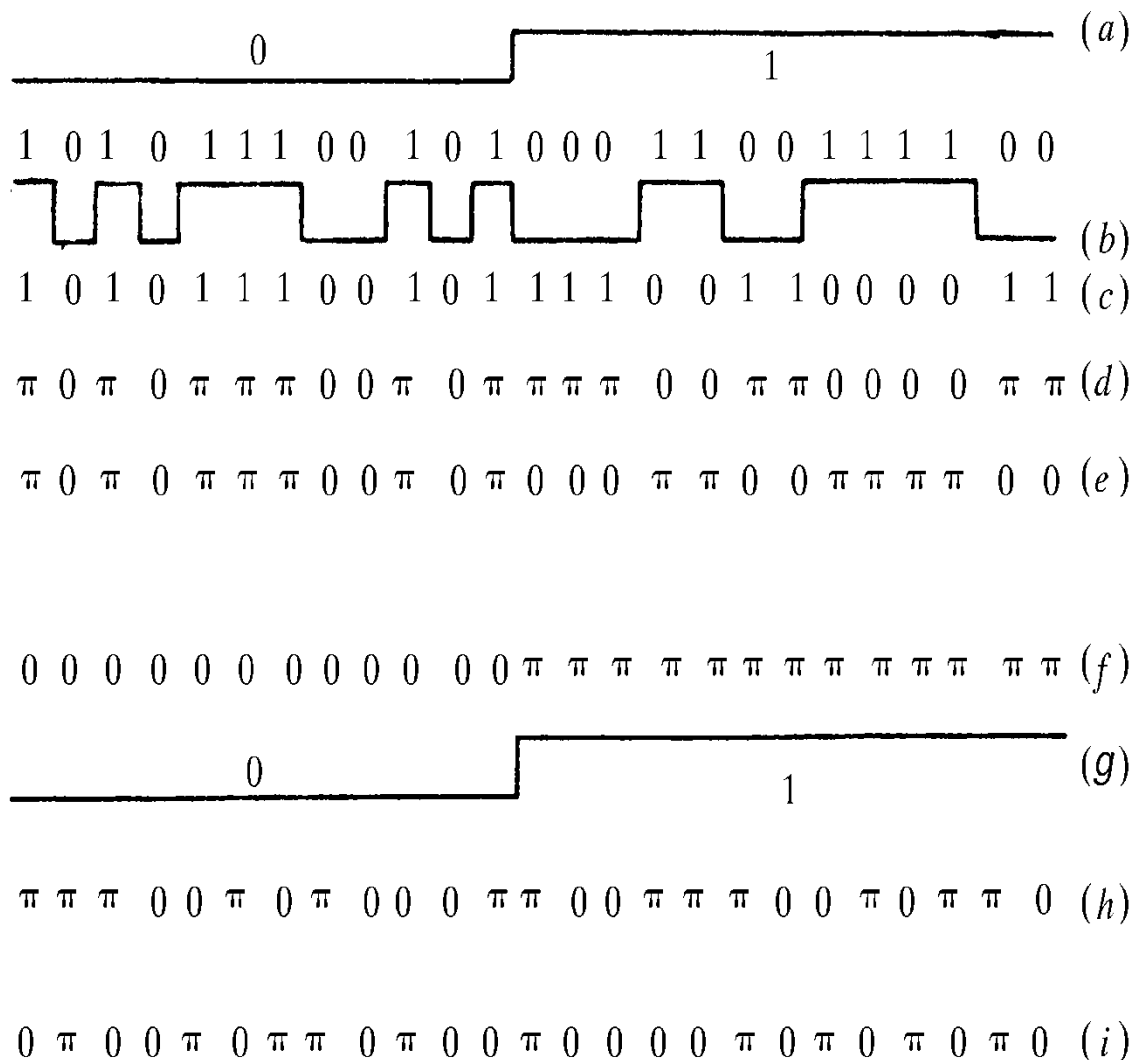 (a)
0
1
1 0 1 0 1 1 1 0 0 1 0 1 0 0 0 1 1 0 0 1 1 1 1 0 0
(b)
1 0 1 0 1 1 1 0 0 1 0 1 1 1 1 0 0 1 1 0 0 0 0 1 1 (c)
π 0 π 0 π π π 0 0 π 0 π π π π 0 0 π π 0 0 0 0 π π (d)
π 0 π 0 π π π 0 0 π 0 π 0 0 0 π π 0 0 π π π π 0 0 (e)
0 0 0 0 0 0 0 0 0 0 0 0 π π π π π π π π π π π π π (f)
0
1
(g)
π π π 0 0 π 0 π 0 0 0 π π 0 0 π π π 0 0 π 0 π π 0 (h)
0 π 0 0 π 0 π π 0 π 0 0 π 0 0 0 0 π 0 π 0 π 0 π 0 (i)